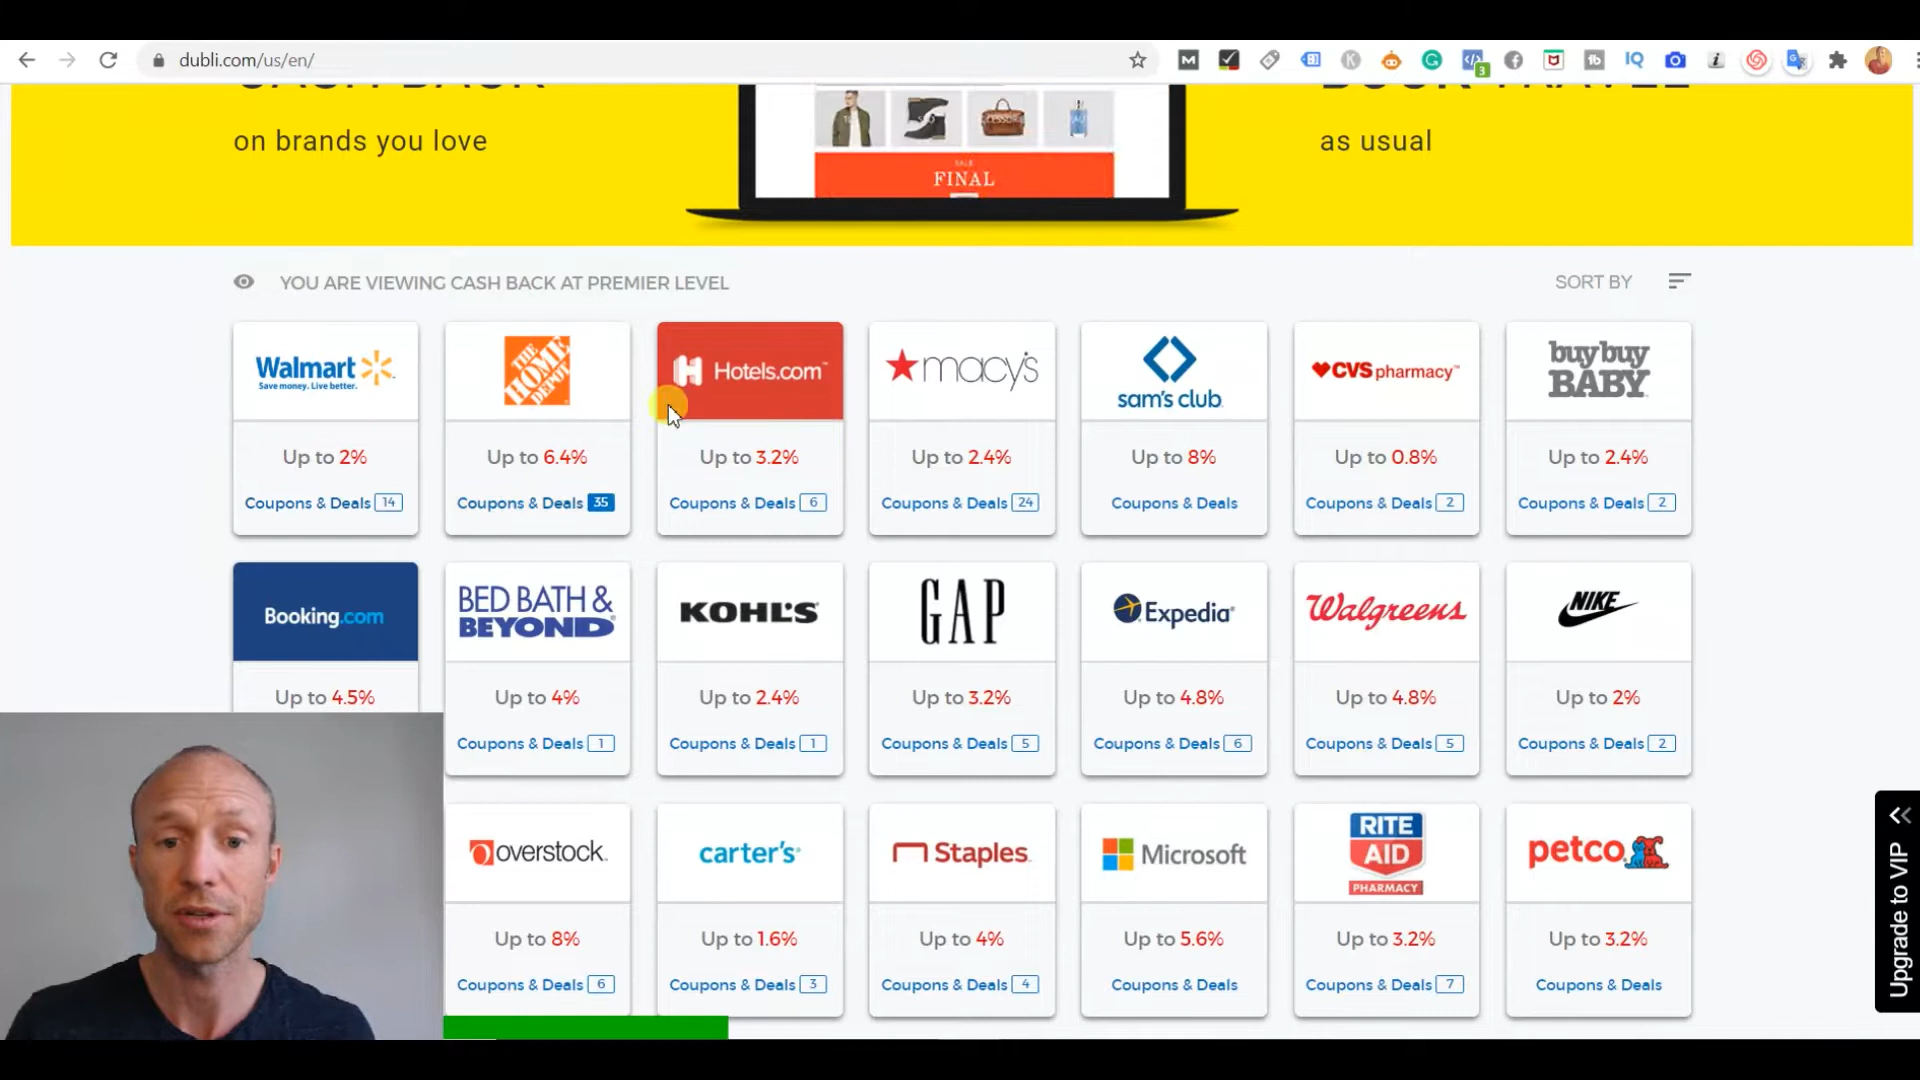 dubli.com/us/en/
on brands you love
as usual
SALE
FINAL
YOU ARE VIEWING CASH BACK AT PREMIER LEVEL
SORT BY
Walmart
Save money. Live better.
THE HOME DEPOT
Hotels.com
macy's
sam's club
CVS pharmacy
buybuy BABY
Up to 2%
Up to 6.4%
Up to 3.2%
Up to 2.4%
Up to 8%
Up to 0.8%
Up to 2.4%
Coupons & Deals 14
Coupons & Deals 35
Coupons & Deals 6
Coupons & Deals 24
Coupons & Deals
Coupons & Deals 2
Coupons & Deals 2
Booking.com
BED BATH & BEYOND
KOHL'S
GAP
Expedia
Walgreens
NIKE
Up to 4.5%
Up to 4%
Up to 2.4%
Up to 3.2%
Up to 4.8%
Up to 4.8%
Up to 2%
Coupons & Deals 1
Coupons & Deals 1
Coupons & Deals 5
Coupons & Deals 6
Coupons & Deals 5
Coupons & Deals 2
overstock.
carter's
Staples
Microsoft
RITE AID PHARMACY
petco
Up to 8%
Up to 1.6%
Up to 4%
Up to 5.6%
Up to 3.2%
Up to 3.2%
Coupons & Deals 6
Coupons & Deals 3
Coupons & Deals 4
Coupons & Deals
Coupons & Deals 7
Coupons & Deals
Upgrade to VIP